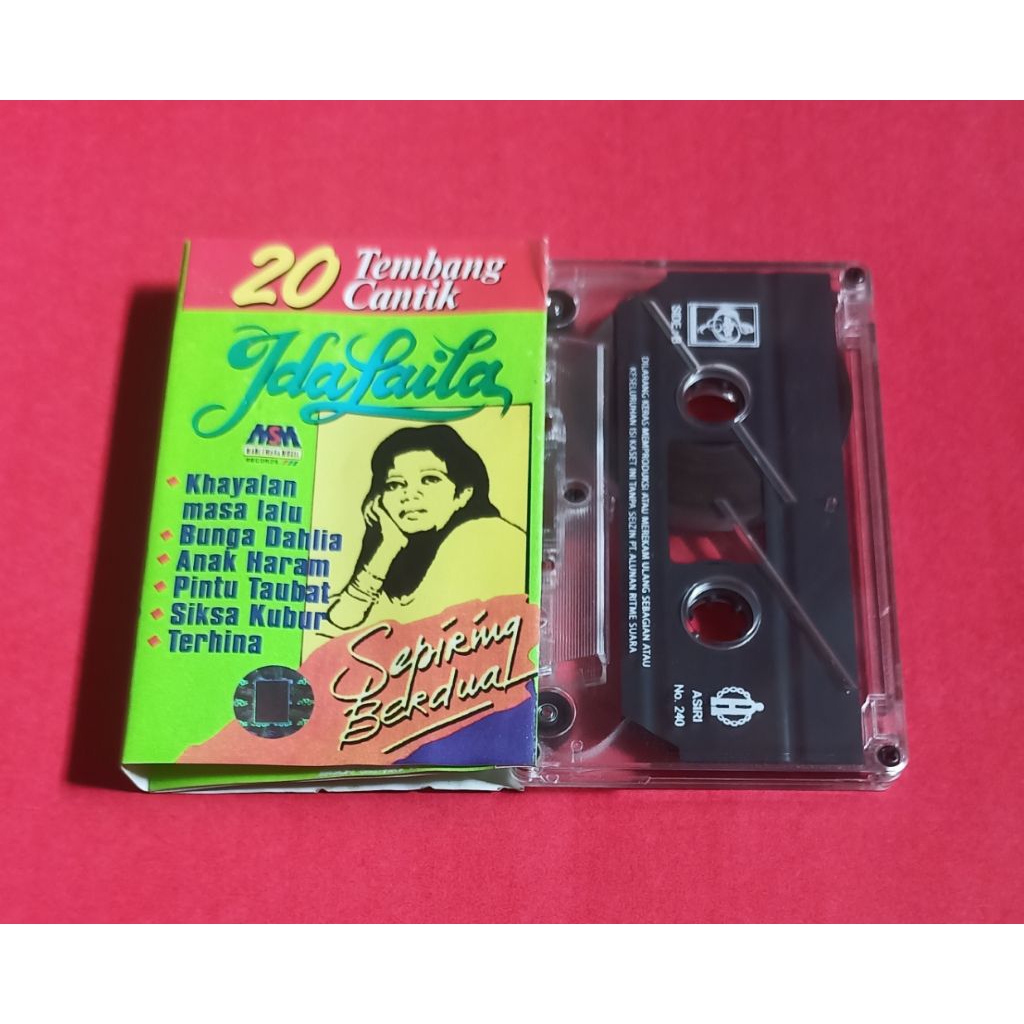 20 Tembang
Cantik
Ida Laila
MSM
RECORDS
Khayalan
masa lalu
Bunga Dahlia
Anak Haram
Pintu Taubat
Siksa Kubur
Terhina
Sepiring
Berdua
SIDE - B
DILARANG KERAS MEMPRODUKSI ATAU MEREKAM ULANG SEBAGIAN ATAU
KESELURUHAN ISI KASET INI TANPA SEIZIN PT. ALUNAN RITME SUARA
ASIRI
No. 240